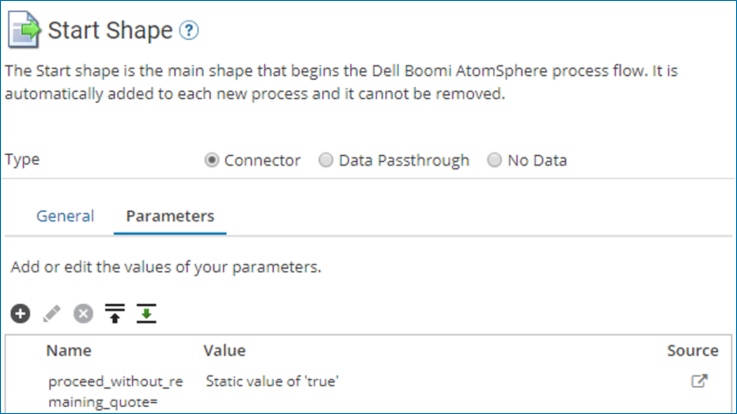 Start Shape ?
The Start shape is the main shape that begins the Dell Boomi AtomSphere process flow. It is
automatically added to each new process and it cannot be removed.
Type Connector Data Passthrough No Data
General Parameters
Add or edit the values of your parameters.
Name Value Source
proceed_without_re Static value of 'true'
maining_quote=